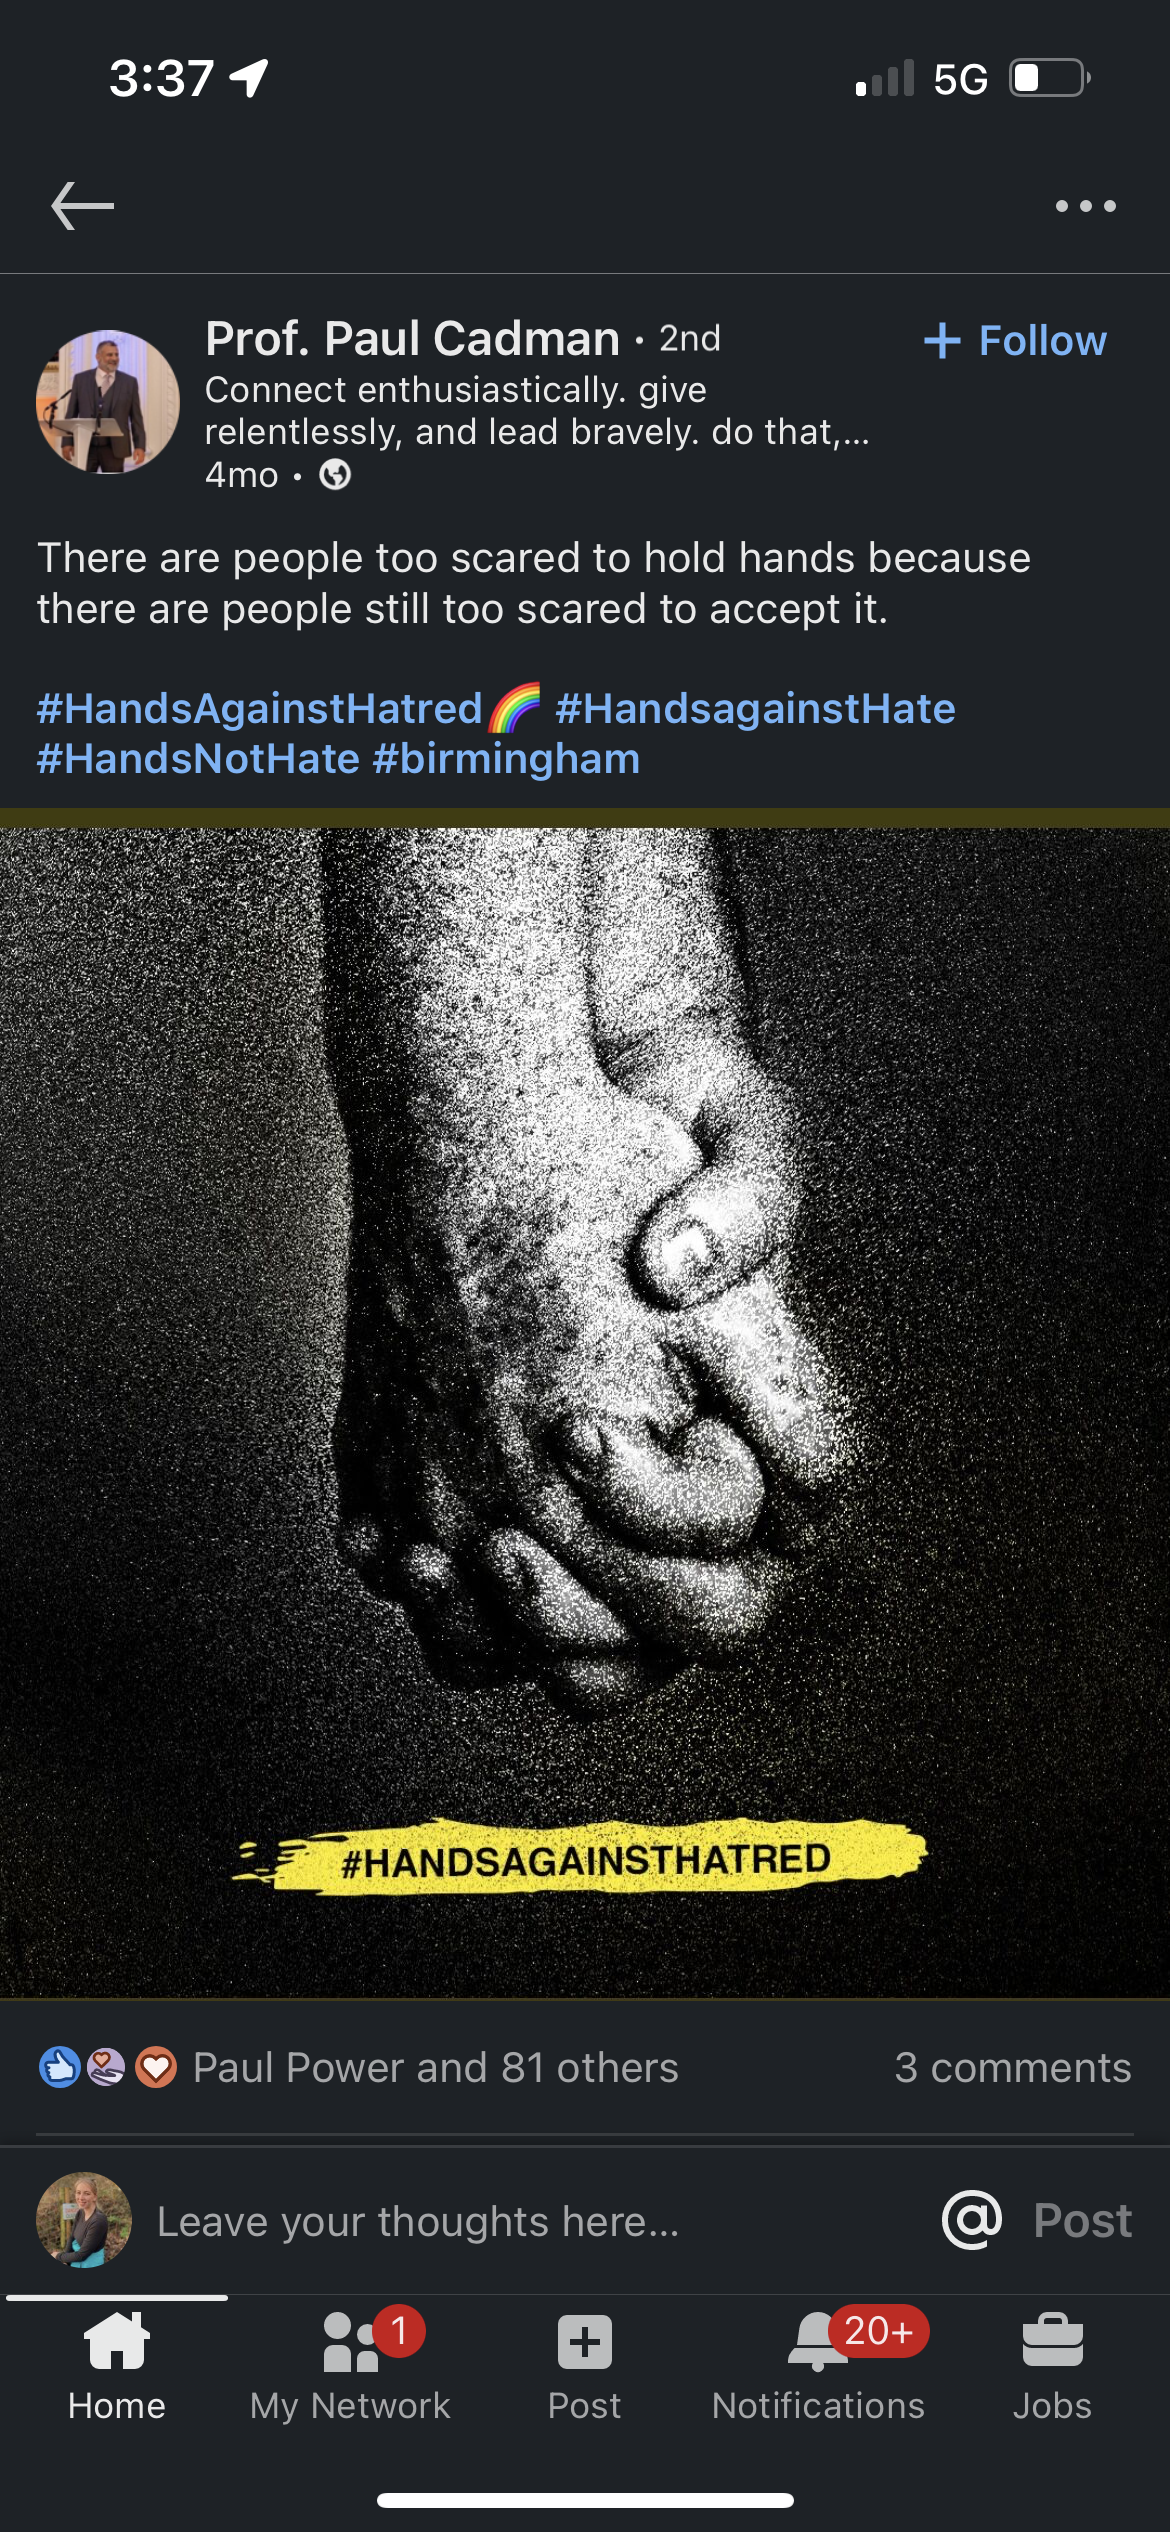 3:37 5G
Prof. Paul Cadman • 2nd
+ Follow
Connect enthusiastically. give
relentlessly, and lead bravely. do that,...
4mo •
There are people too scared to hold hands because
there are people still too scared to accept it.
#HandsAgainstHatred🌈 #HandsagainstHate
#HandsNotHate #birmingham
#HANDSAGAINSTHATRED
Paul Power and 81 others 3 comments
Leave your thoughts here... @ Post
1 20+
Home My Network Post Notifications Jobs